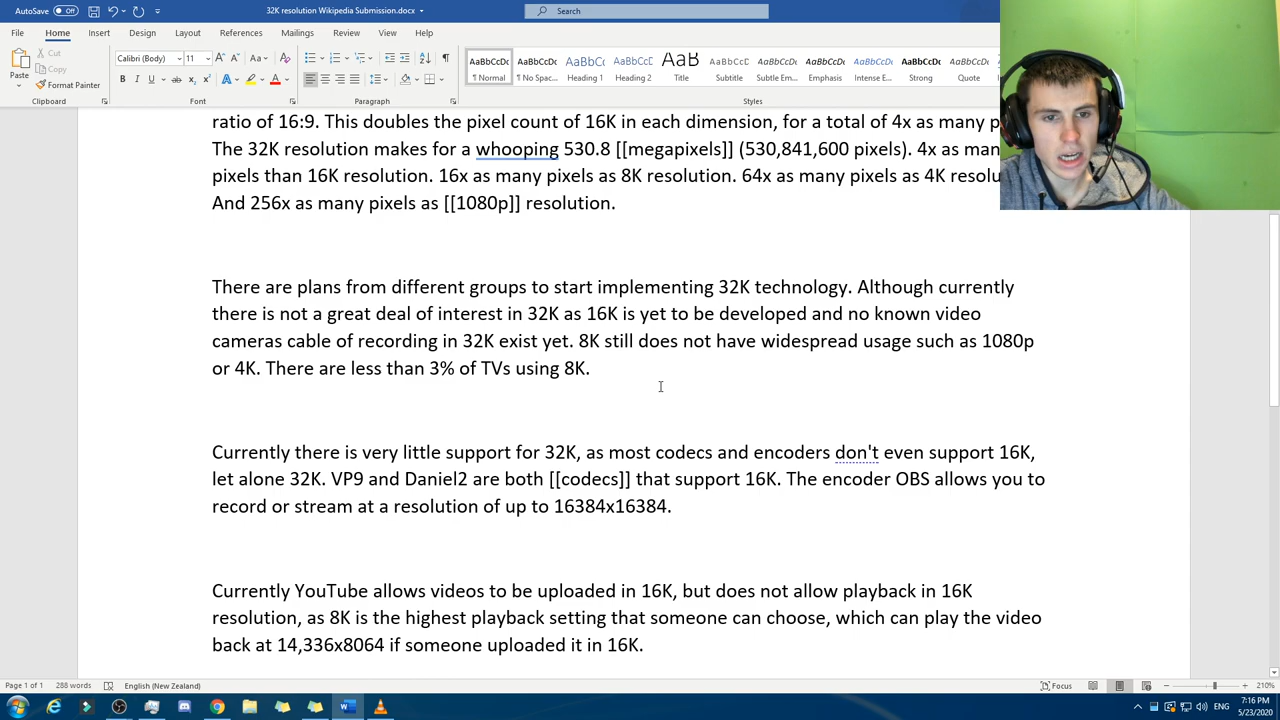 AutoSave Off
32K resolution Wikipedia Submission.docx
Search
File Home Insert Design Layout References Mailings Review View Help
Paste
Cut
Copy
Format Painter
Clipboard
Calibri (Body) 11
Font
Paragraph
AaBbCcDc AaBbCcDc AaBbCc AaBbCcD AaB AaBbCcD AaBbCcDc AaBbCcDc AaBbCcDc AaBbCcDc AaBbCcDc
¶ Normal ¶ No Spac... Heading 1 Heading 2 Title Subtitle Subtle Em... Emphasis Intense E... Strong Quote
Styles
ratio of 16:9. This doubles the pixel count of 16K in each dimension, for a total of 4x as many p
The 32K resolution makes for a whooping 530.8 [[megapixels]] (530,841,600 pixels). 4x as man
pixels than 16K resolution. 16x as many pixels as 8K resolution. 64x as many pixels as 4K resolu
And 256x as many pixels as [[1080p]] resolution.
There are plans from different groups to start implementing 32K technology. Although currently
there is not a great deal of interest in 32K as 16K is yet to be developed and no known video
cameras cable of recording in 32K exist yet. 8K still does not have widespread usage such as 1080p
or 4K. There are less than 3% of TVs using 8K.
Currently there is very little support for 32K, as most codecs and encoders don't even support 16K,
let alone 32K. VP9 and Daniel2 are both [[codecs]] that support 16K. The encoder OBS allows you to
record or stream at a resolution of up to 16384x16384.
Currently YouTube allows videos to be uploaded in 16K, but does not allow playback in 16K
resolution, as 8K is the highest playback setting that someone can choose, which can play the video
back at 14,336x8064 if someone uploaded it in 16K.
Page 1 of 1 288 words English (New Zealand) Focus 210%
ENG 7:16 PM
5/23/2020